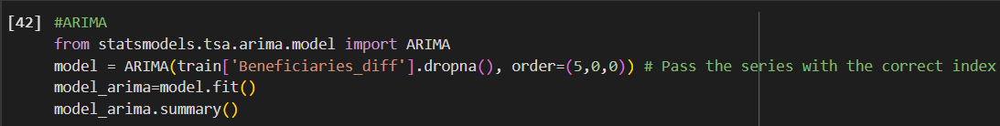 [42] #ARIMA
from statsmodels.tsa.arima.model import ARIMA
model = ARIMA(train['Beneficiaries_diff'].dropna(), order=(5,0,0)) # Pass the series with the correct index
model_arima=model.fit()
model_arima.summary()